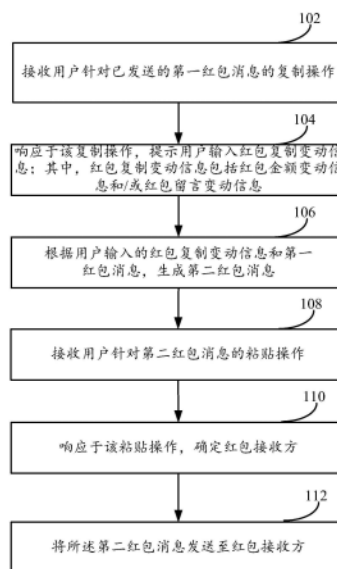 102
接收用户针对已发送的第一红包消息的复制操作
104
响应于该复制操作，提示用户输入红包复制变动信
息；其中，红包复制变动信息包括红包金额变动信
息和/或红包留言变动信息
106
根据用户输入的红包复制变动信息和第一
红包消息，生成第二红包消息
108
接收用户针对第二红包消息的粘贴操作
110
响应于该粘贴操作，确定红包接收方
112
将所述第二红包消息发送至红包接收方